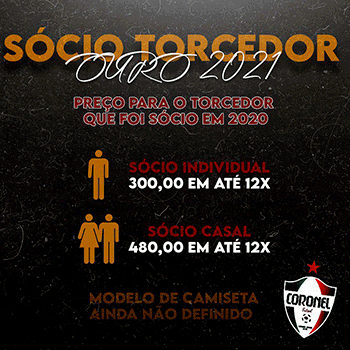 SÓCIO TORCEDOR
OURO 2021
PREÇO PARA O TORCEDOR
QUE FOI SÓCIO EM 2020
SÓCIO INDIVIDUAL
300,00 EM ATÉ 12X
SÓCIO CASAL
480,00 EM ATÉ 12X
CORONEL
Futsal
MODELO DE CAMISETA
AINDA NÃO DEFINIDO